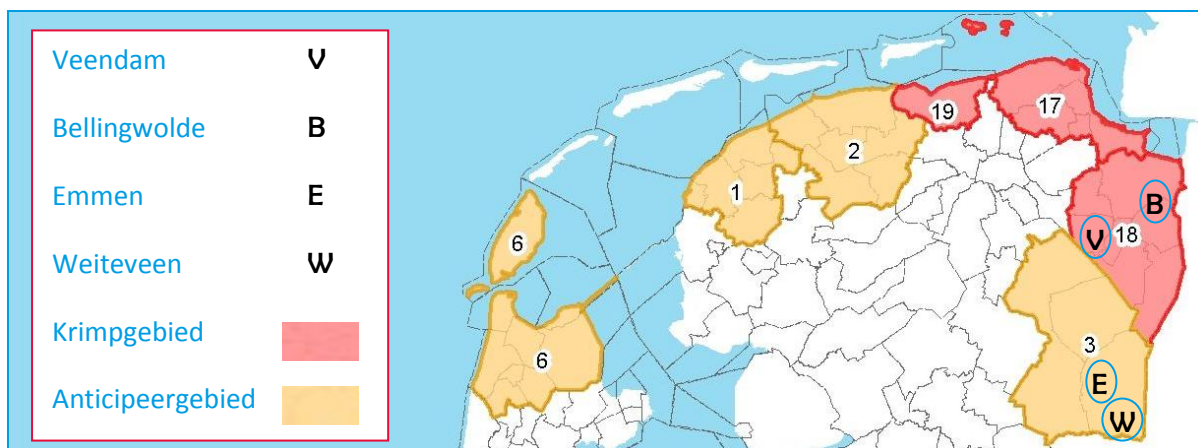 Veendam V
Bellingwolde B
Emmen E
Weiteveen W
Krimpgebied
Anticipeergebied
19
17
2
1
B
6
V
18
6
3
E
W